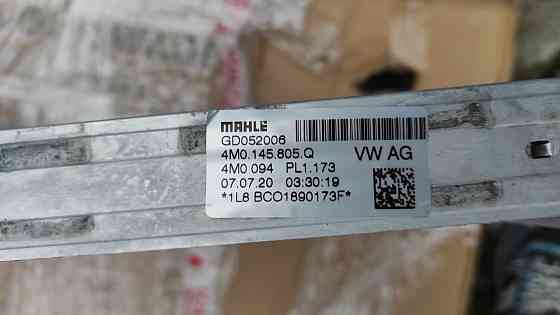 MAHLE
GD052006
4M0.145.805.Q VW AG
4M0.094 PL1.173
07.07.20 03:30:19
*1L8 BCO1890173F*